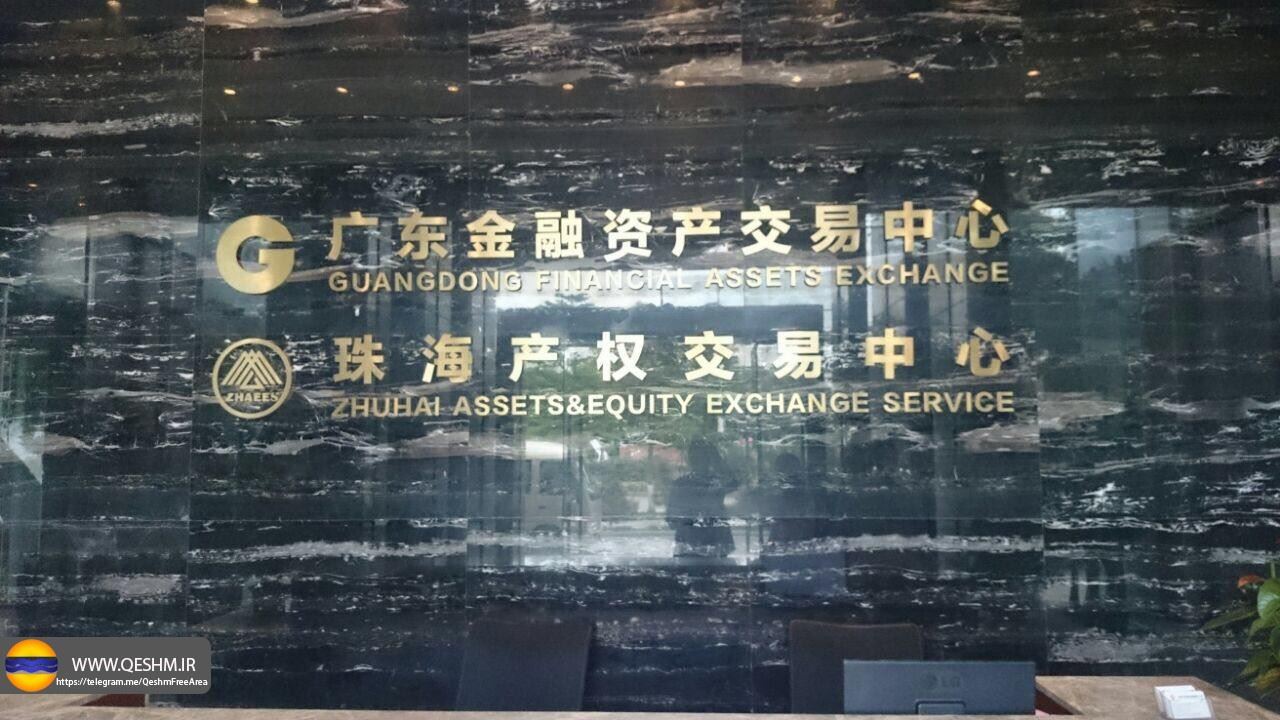 广东金融资产交易中心
GUANGDONG FINANCIAL ASSETS EXCHANGE
珠海产权交易中心
ZHAEES
ZHUHAI ASSETS&EQUITY EXCHANGE SERVICE
LG
WWW.QESHM.IR
https://telegram.me/QeshmFreeArea